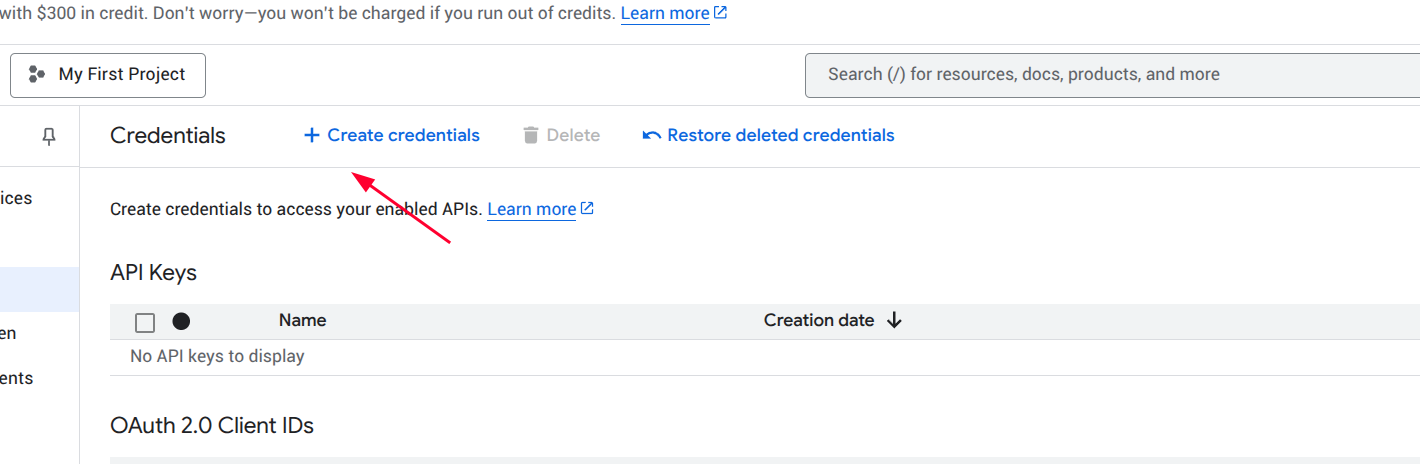 with $300 in credit. Don't worry—you won't be charged if you run out of credits. Learn more
My First Project
Search (/) for resources, docs, products, and more
Credentials
Create credentials
Delete
Restore deleted credentials
ices
Create credentials to access your enabled APIs. Learn more
API Keys
Name
Creation date
en
No API keys to display
ents
OAuth 2.0 Client IDs